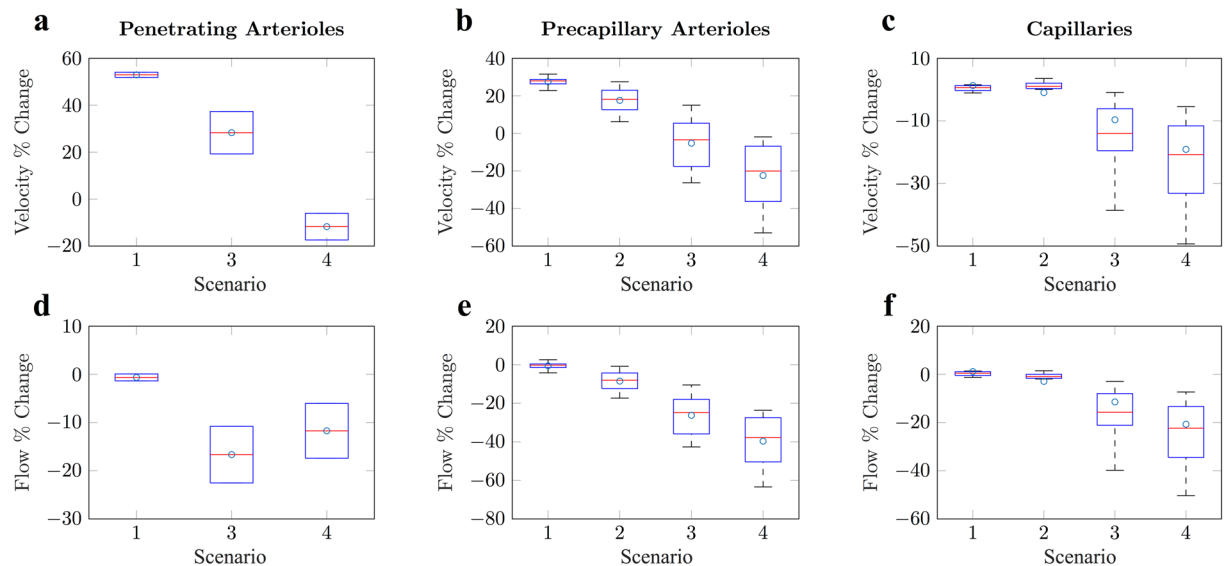 a Penetrating Arterioles
Velocity % Change
60
40
20
0
−20
1 3 4
Scenario
b Precapillary Arterioles
Velocity % Change
40
20
0
−20
−40
−60
1 2 3 4
Scenario
c Capillaries
Velocity % Change
10
−10
−30
−50
1 2 3 4
Scenario
d
Flow % Change
10
0
−10
−20
−30
1 3 4
Scenario
e
Flow % Change
20
0
−20
−40
−60
−80
1 2 3 4
Scenario
f
Flow % Change
20
0
−20
−40
−60
1 2 3 4
Scenario